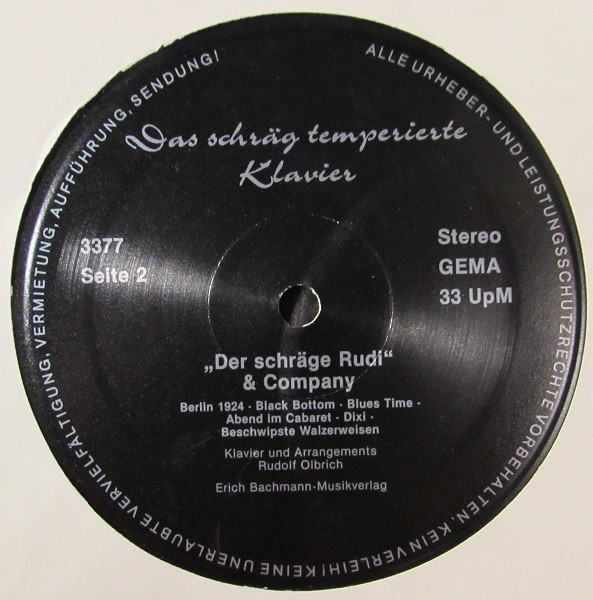 ALLE URHEBER- UND LEISTUNGSSCHUTZRECHTE VORBEHALTEN. KEIN VERLEIH! KEINE UNERLAUBTE VERVIELFÄLTIGUNG, VERMIETUNG, AUFFÜHRUNG, SENDUNG!
Das schräg temperierte
Klavier
3377
Seite 2
Stereo
GEMA
33 UpM
„Der schräge Rudi“
& Company
Berlin 1924 · Black Bottom · Blues Time ·
Abend im Cabaret · Dixi ·
Beschwipste Walzerweisen
Klavier und Arrangements
Rudolf Olbrich
Erich Bachmann-Musikverlag